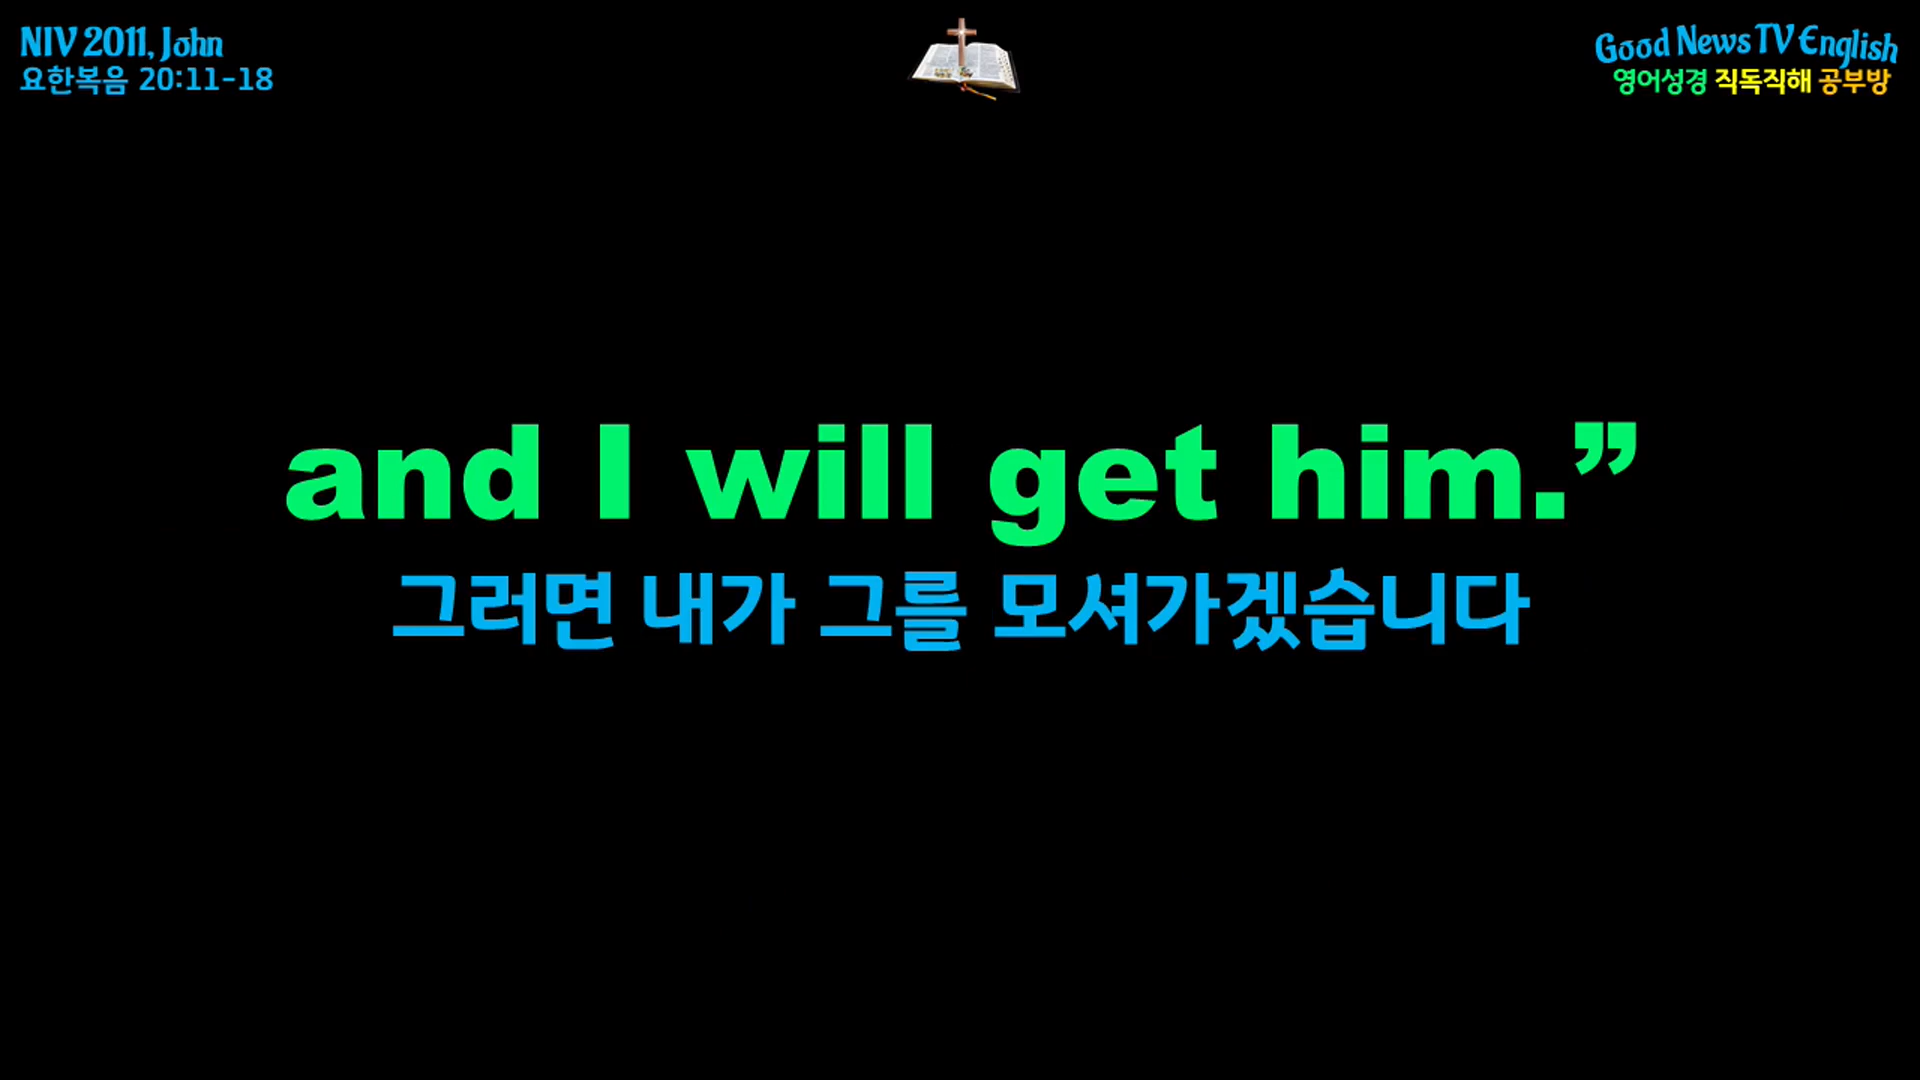 NIV 2011, John
요한복음 20:11-18
Good News TV English
영어성경 직독직해 공부방
and I will get him.”
그러면 내가 그를 모셔가겠습니다